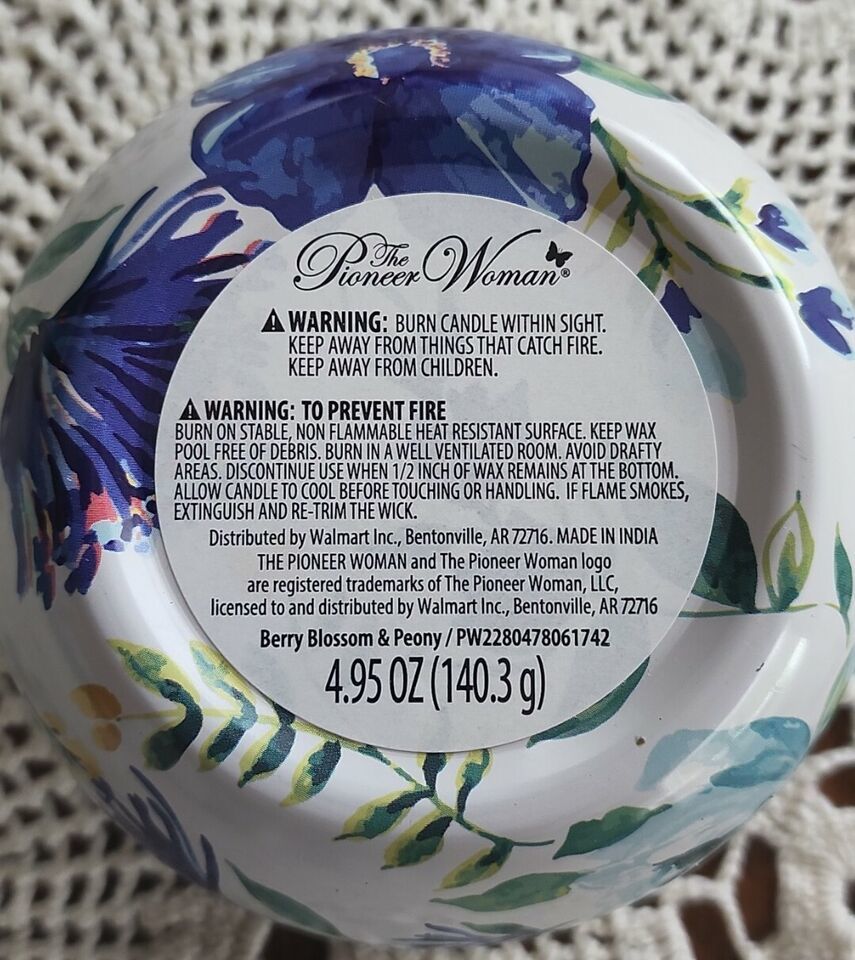 The Pioneer Woman®
⚠ WARNING: BURN CANDLE WITHIN SIGHT.
KEEP AWAY FROM THINGS THAT CATCH FIRE.
KEEP AWAY FROM CHILDREN.
⚠ WARNING: TO PREVENT FIRE
BURN ON STABLE, NON FLAMMABLE HEAT RESISTANT SURFACE. KEEP WAX
POOL FREE OF DEBRIS. BURN IN A WELL VENTILATED ROOM. AVOID DRAFTY
AREAS. DISCONTINUE USE WHEN 1/2 INCH OF WAX REMAINS AT THE BOTTOM.
ALLOW CANDLE TO COOL BEFORE TOUCHING OR HANDLING. IF FLAME SMOKES,
EXTINGUISH AND RE-TRIM THE WICK.
Distributed by Walmart Inc., Bentonville, AR 72716. MADE IN INDIA
THE PIONEER WOMAN and The Pioneer Woman logo
are registered trademarks of The Pioneer Woman, LLC,
licensed to and distributed by Walmart Inc., Bentonville, AR 72716
Berry Blossom & Peony / PW2280478061742
4.95 OZ (140.3 g)